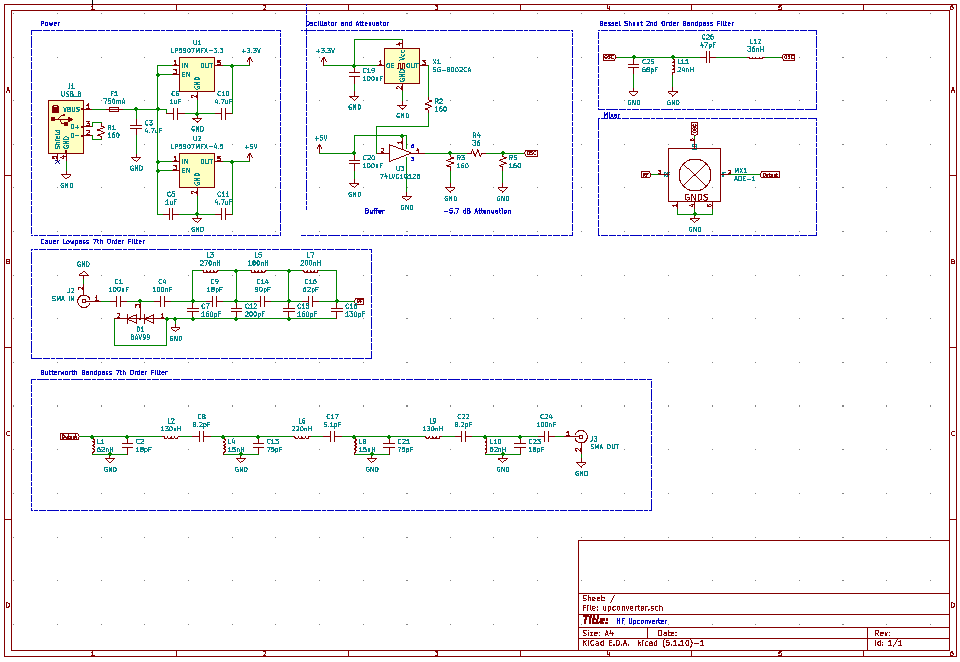 Power
Oscillator and Attenuator
Bessel Shunt 2nd Order Bandpass Filter
U1
LP5907MFX-3.3
+3.3V
IN
OUT
EN
GND
J1
USB_B
VBUS
D+
D-
Shield
GND
F1
750mA
R1
160
C3
4.7uF
C6
1uF
C10
4.7uF
GND
U2
LP5907MFX-4.5
+5V
IN
OUT
EN
GND
C5
1uF
C11
4.7uF
GND
GND
GND
+3.3V
C19
100nF
GND
OE
Vcc
OUT
GND
X1
SG-8002CA
GND
R2
160
+5V
C20
100nF
GND
U3
74LVC1G126
GND
R3
160
R4
36
R5
160
OSC
GND
GND
Buffer
-5.7 dB Attenuation
OSC
C25
68pF
L11
24nH
C26
47pF
L12
36nH
OSC
GND
GND
Mixer
MX1
ADE-1
GNDS
GND
Cauer Lowpass 7th Order Filter
GND
J2
SMA IN
C1
100nF
C4
100nF
D1
BAV99
GND
L3
270nH
C9
18pF
L5
180nH
C14
90pF
L7
200nH
C16
62pF
C7
160pF
C12
200pF
C15
160pF
C18
130pF
Butterworth Bandpass 7th Order Filter
L1
62nH
C2
18pF
GND
L2
130nH
C8
8.2pF
L4
15nH
C13
75pF
GND
L6
220nH
C17
5.1pF
L8
15nH
C21
75pF
GND
L9
130nH
C22
8.2pF
L10
62nH
C23
18pF
GND
C24
100nF
J3
SMA OUT
GND
Sheet: /
File: upconverter.sch
Title: HF Upconverter
Size: A4
Date:
Rev:
KiCad E.D.A. kicad (5.1.10)-1
Id: 1/1